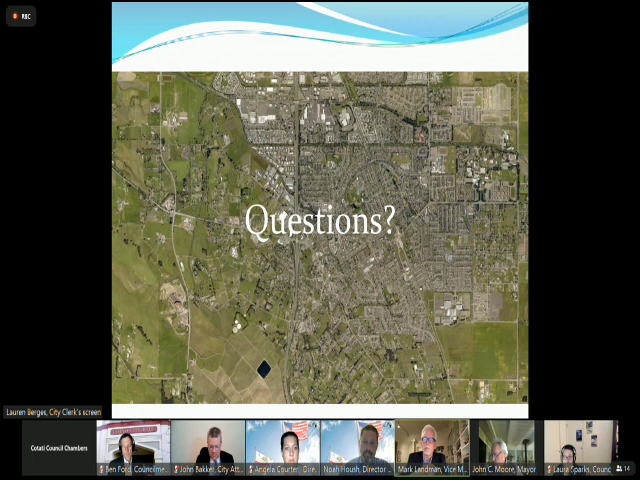 REC
Questions?
Lauren Berges, City Clerk's screen
Cotati Council Chambers
Ben Ford, Councilme...
John Bakker, City Att...
Angela Courter, Dire...
Noah Housh, Director ...
Mark Landman, Vice M...
John C. Moore, Mayor
Laura Sparks, Counc
14